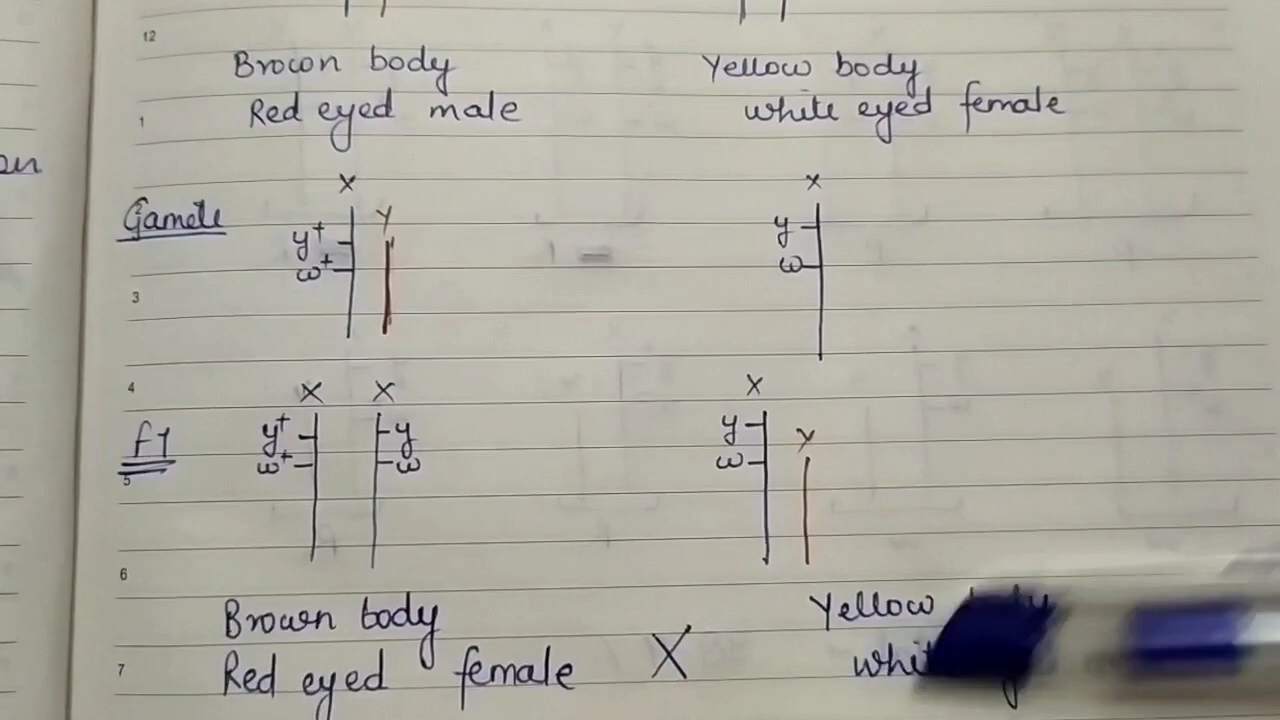 12
Brown body
Yellow body
1
Red eyed male
white eyed female
X
X
Gamete
Y
y+
y
w+
w
3
4
X X
X
F1
y+
y
y
Y
w+
w
w
5
6
Brown body
Yellow
7
Red eyed female
X